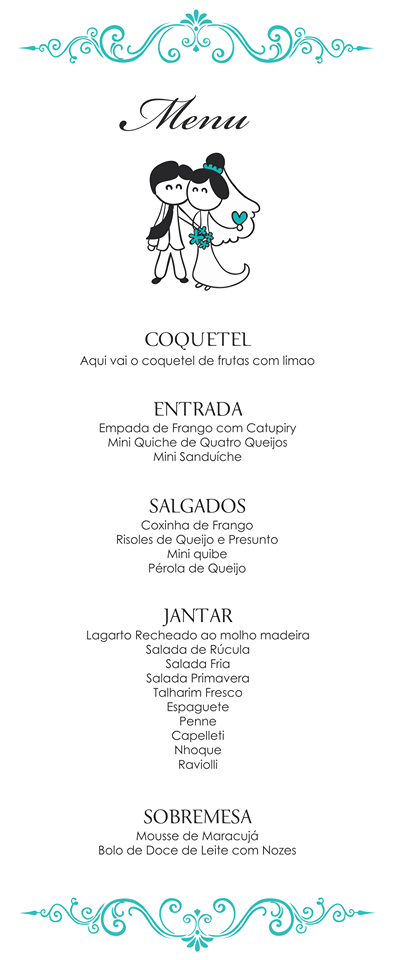 Menu
COQUETEL
Aqui vai o coquetel de frutas com limao
ENTRADA
Empada de Frango com Catupiry
Mini Quiche de Quatro Queijos
Mini Sanduíche
SALGADOS
Coxinha de Frango
Risoles de Queijo e Presunto
Mini quibe
Pérola de Queijo
JANTAR
Lagarto Recheado ao molho madeira
Salada de Rúcula
Salada Fria
Salada Primavera
Talharim Fresco
Espaguete
Penne
Capelleti
Nhoque
Raviolli
SOBREMESA
Mousse de Maracujá
Bolo de Doce de Leite com Nozes